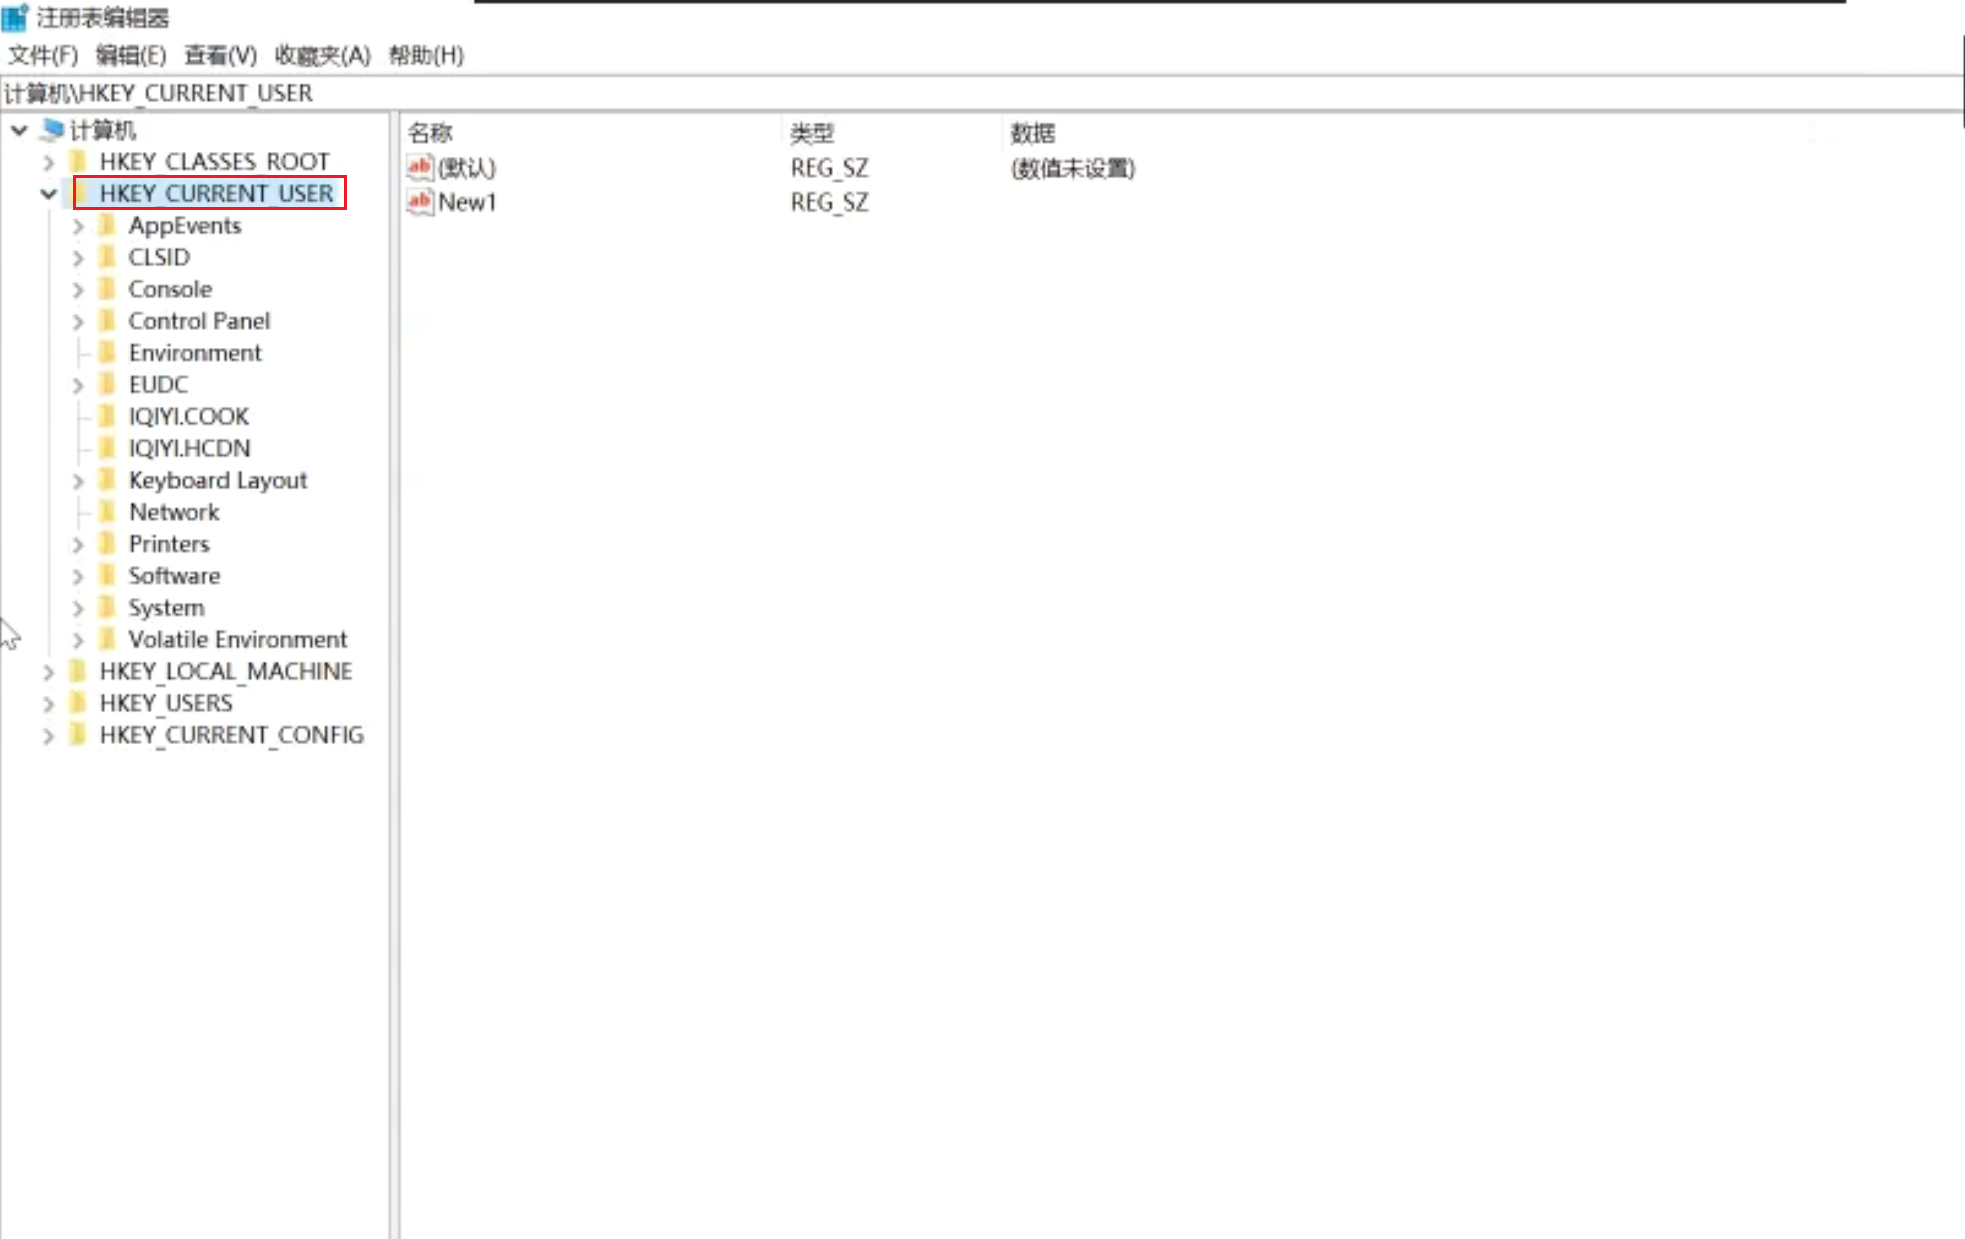 注册表编辑器
文件(F) 编辑(E) 查看(V) 收藏夹(A) 帮助(H)
计算机\HKEY_CURRENT_USER
计算机
HKEY_CLASSES_ROOT
HKEY_CURRENT_USER
AppEvents
CLSID
Console
Control Panel
Environment
EUDC
IQIYI.COOK
IQIYI.HCDN
Keyboard Layout
Network
Printers
Software
System
Volatile Environment
HKEY_LOCAL_MACHINE
HKEY_USERS
HKEY_CURRENT_CONFIG
名称 类型 数据
ab (默认) REG_SZ (数值未设置)
ab New1 REG_SZ